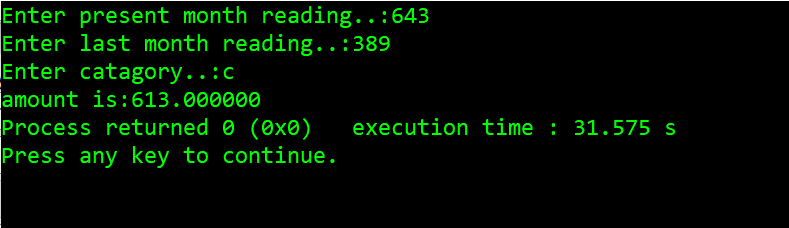 Enter present month reading..:643
Enter last month reading..:389
Enter catagory..:c
amount is:613.000000
Process returned 0 (0x0)   execution time : 31.575 s
Press any key to continue.